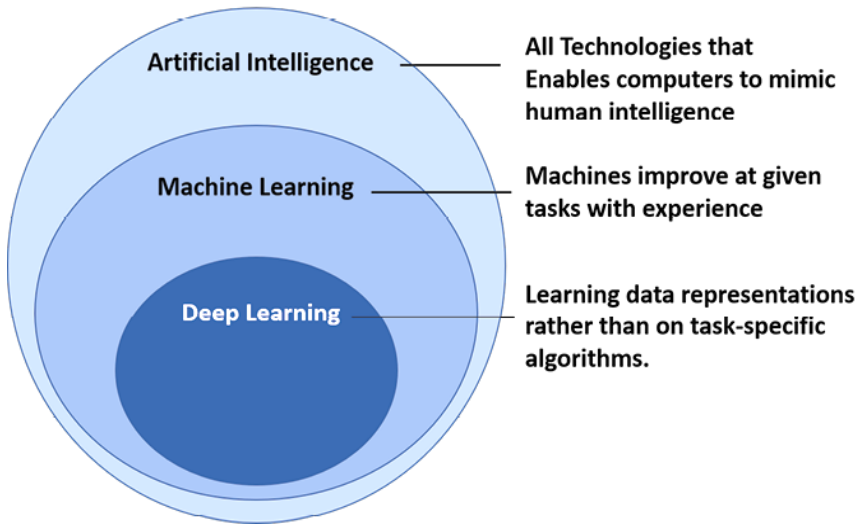 Artificial Intelligence
All Technologies that
Enables computers to mimic
human intelligence
Machine Learning
Machines improve at given
tasks with experience
Deep Learning
Learning data representations
rather than on task-specific
algorithms.